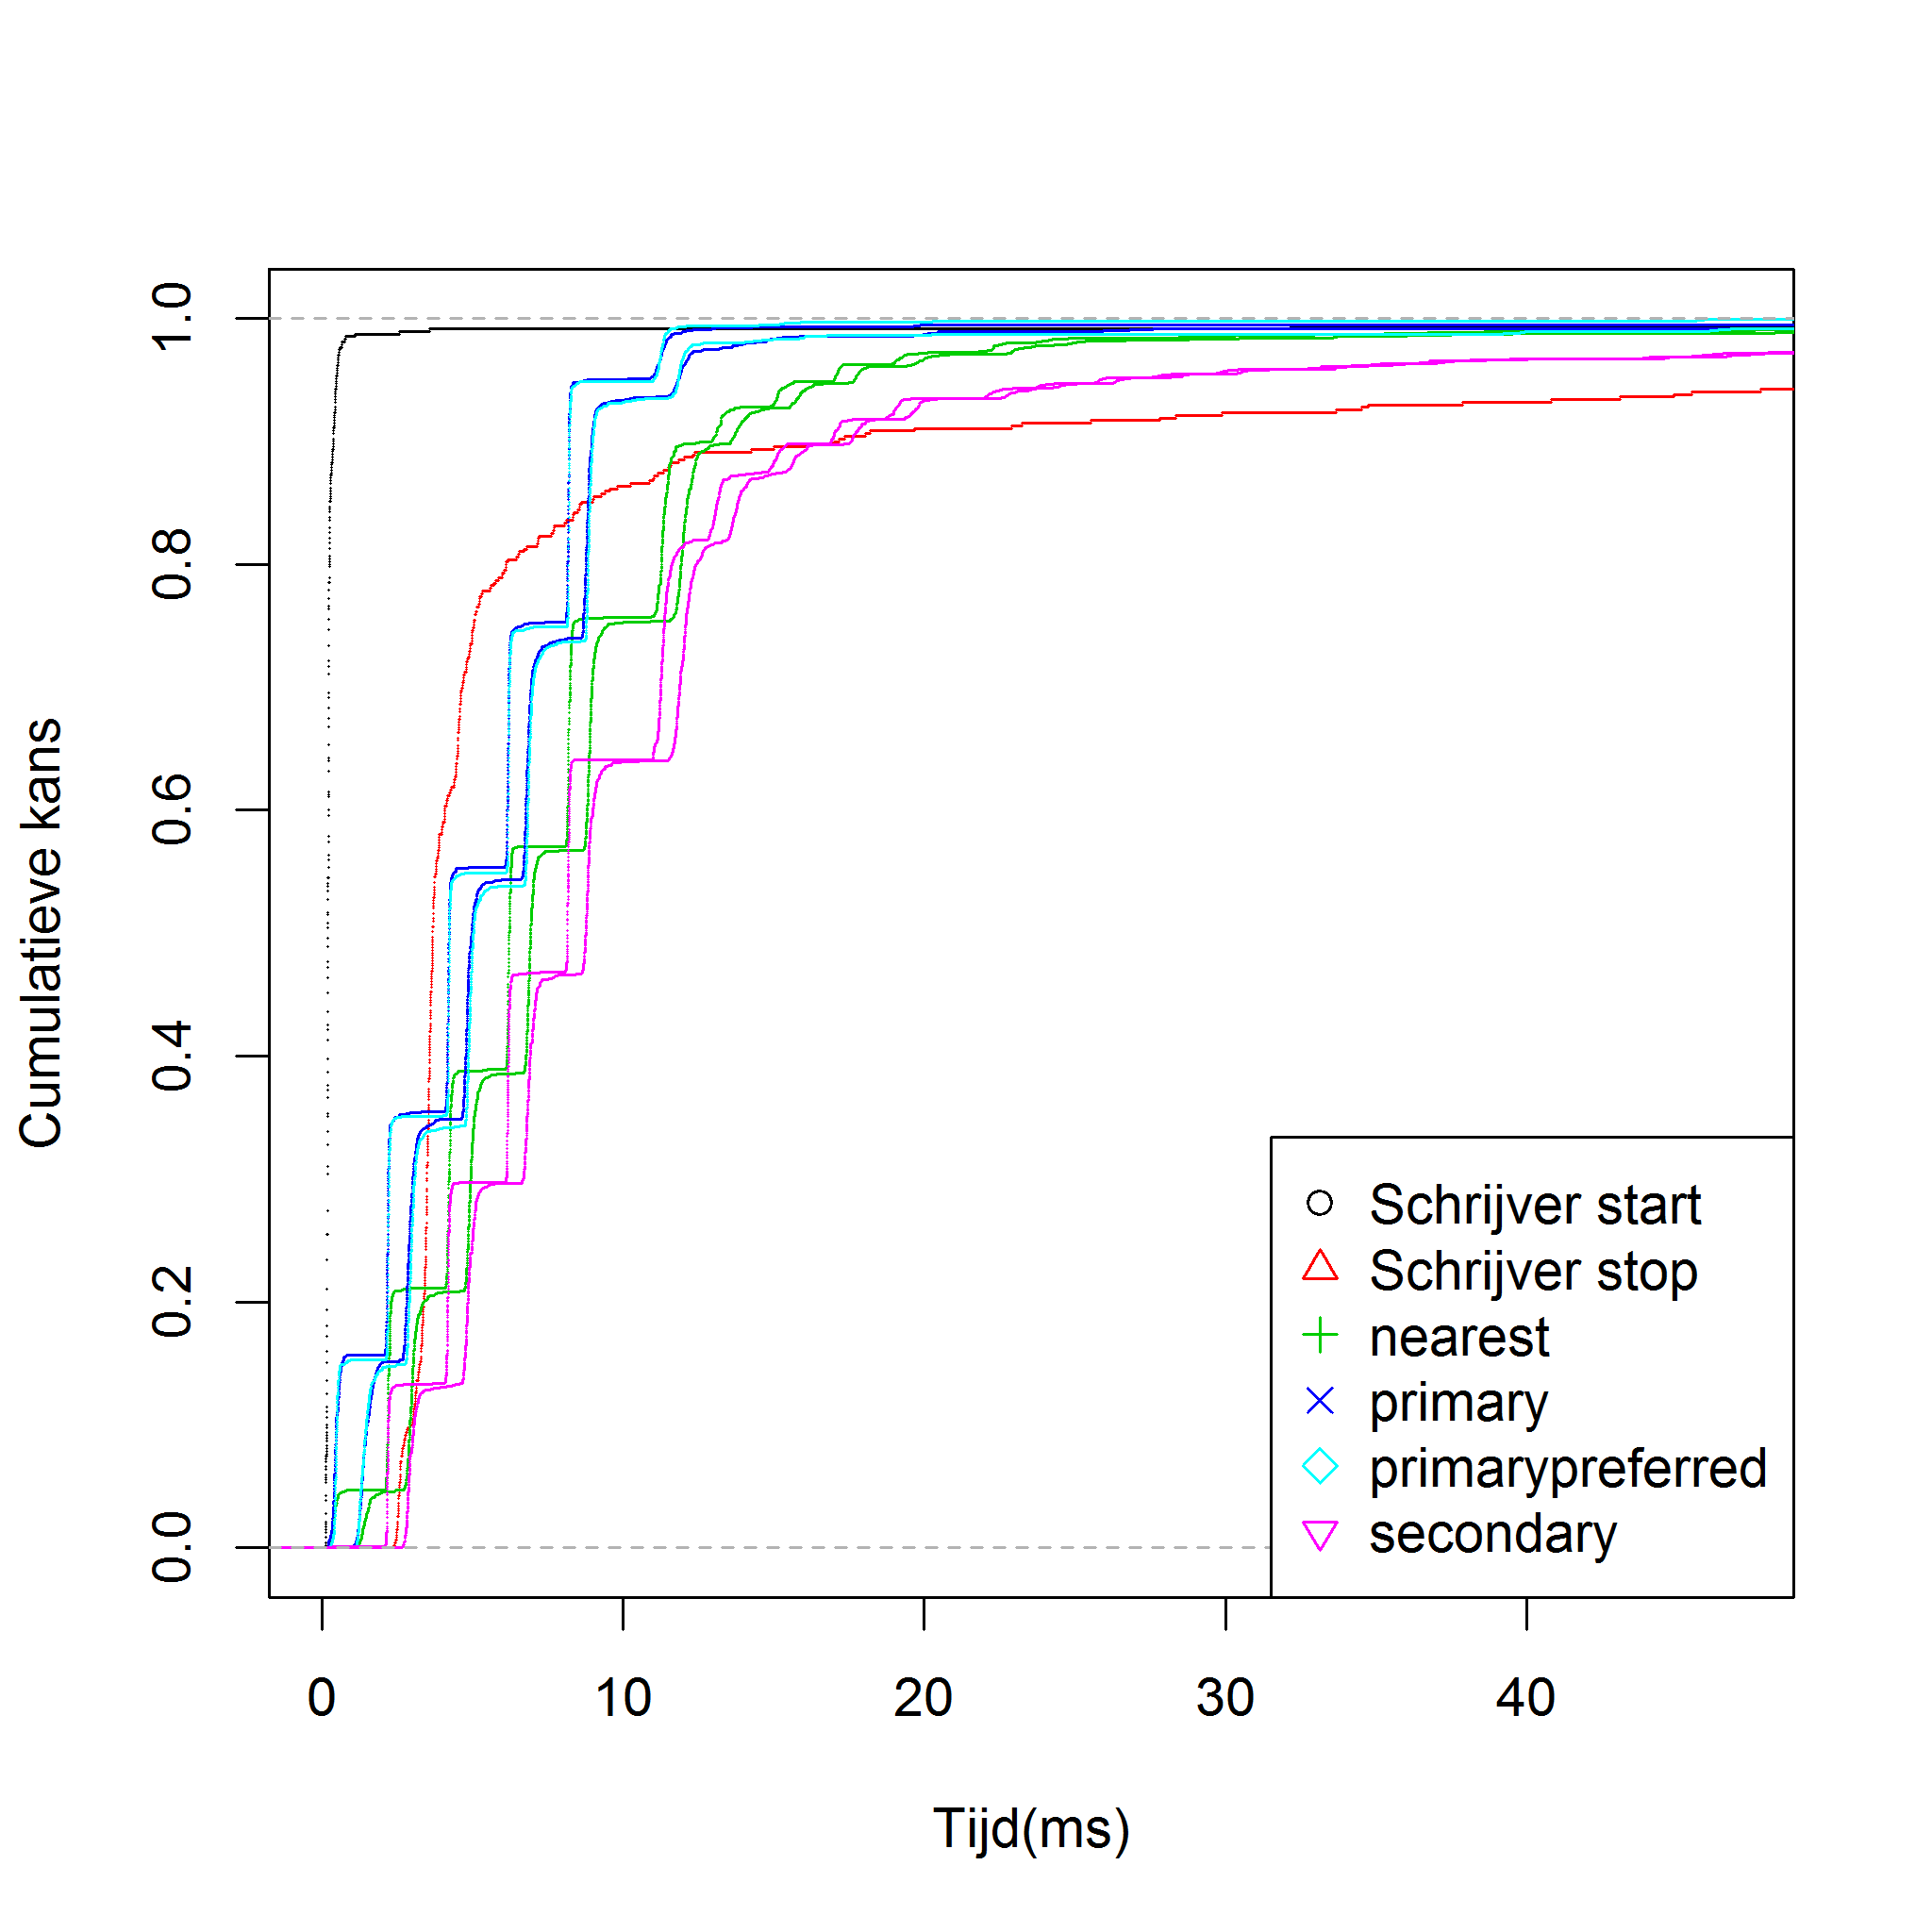 Cumulatieve kans
1.0
0.8
0.6
0.4
0.2
0.0
Schrijver start
Schrijver stop
nearest
primary
primarypreferred
secondary
0 10 20 30 40
Tijd(ms)